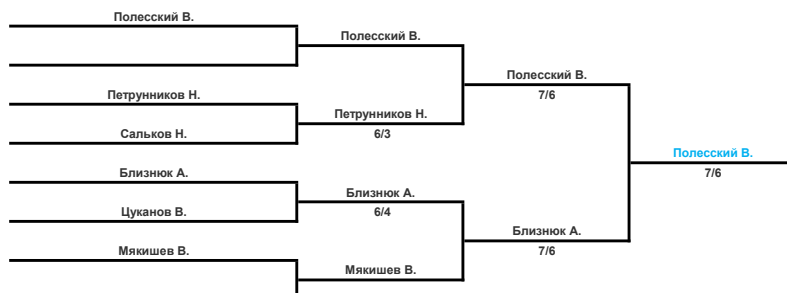 Полесский В.
Полесский В.
Полесский В.
Петрунников Н.
7/6
Петрунников Н.
Сальков Н.
6/3
Полесский В.
Близнюк А.
7/6
Близнюк А.
Цуканов В.
6/4
Близнюк А.
Мякишев В.
7/6
Мякишев В.